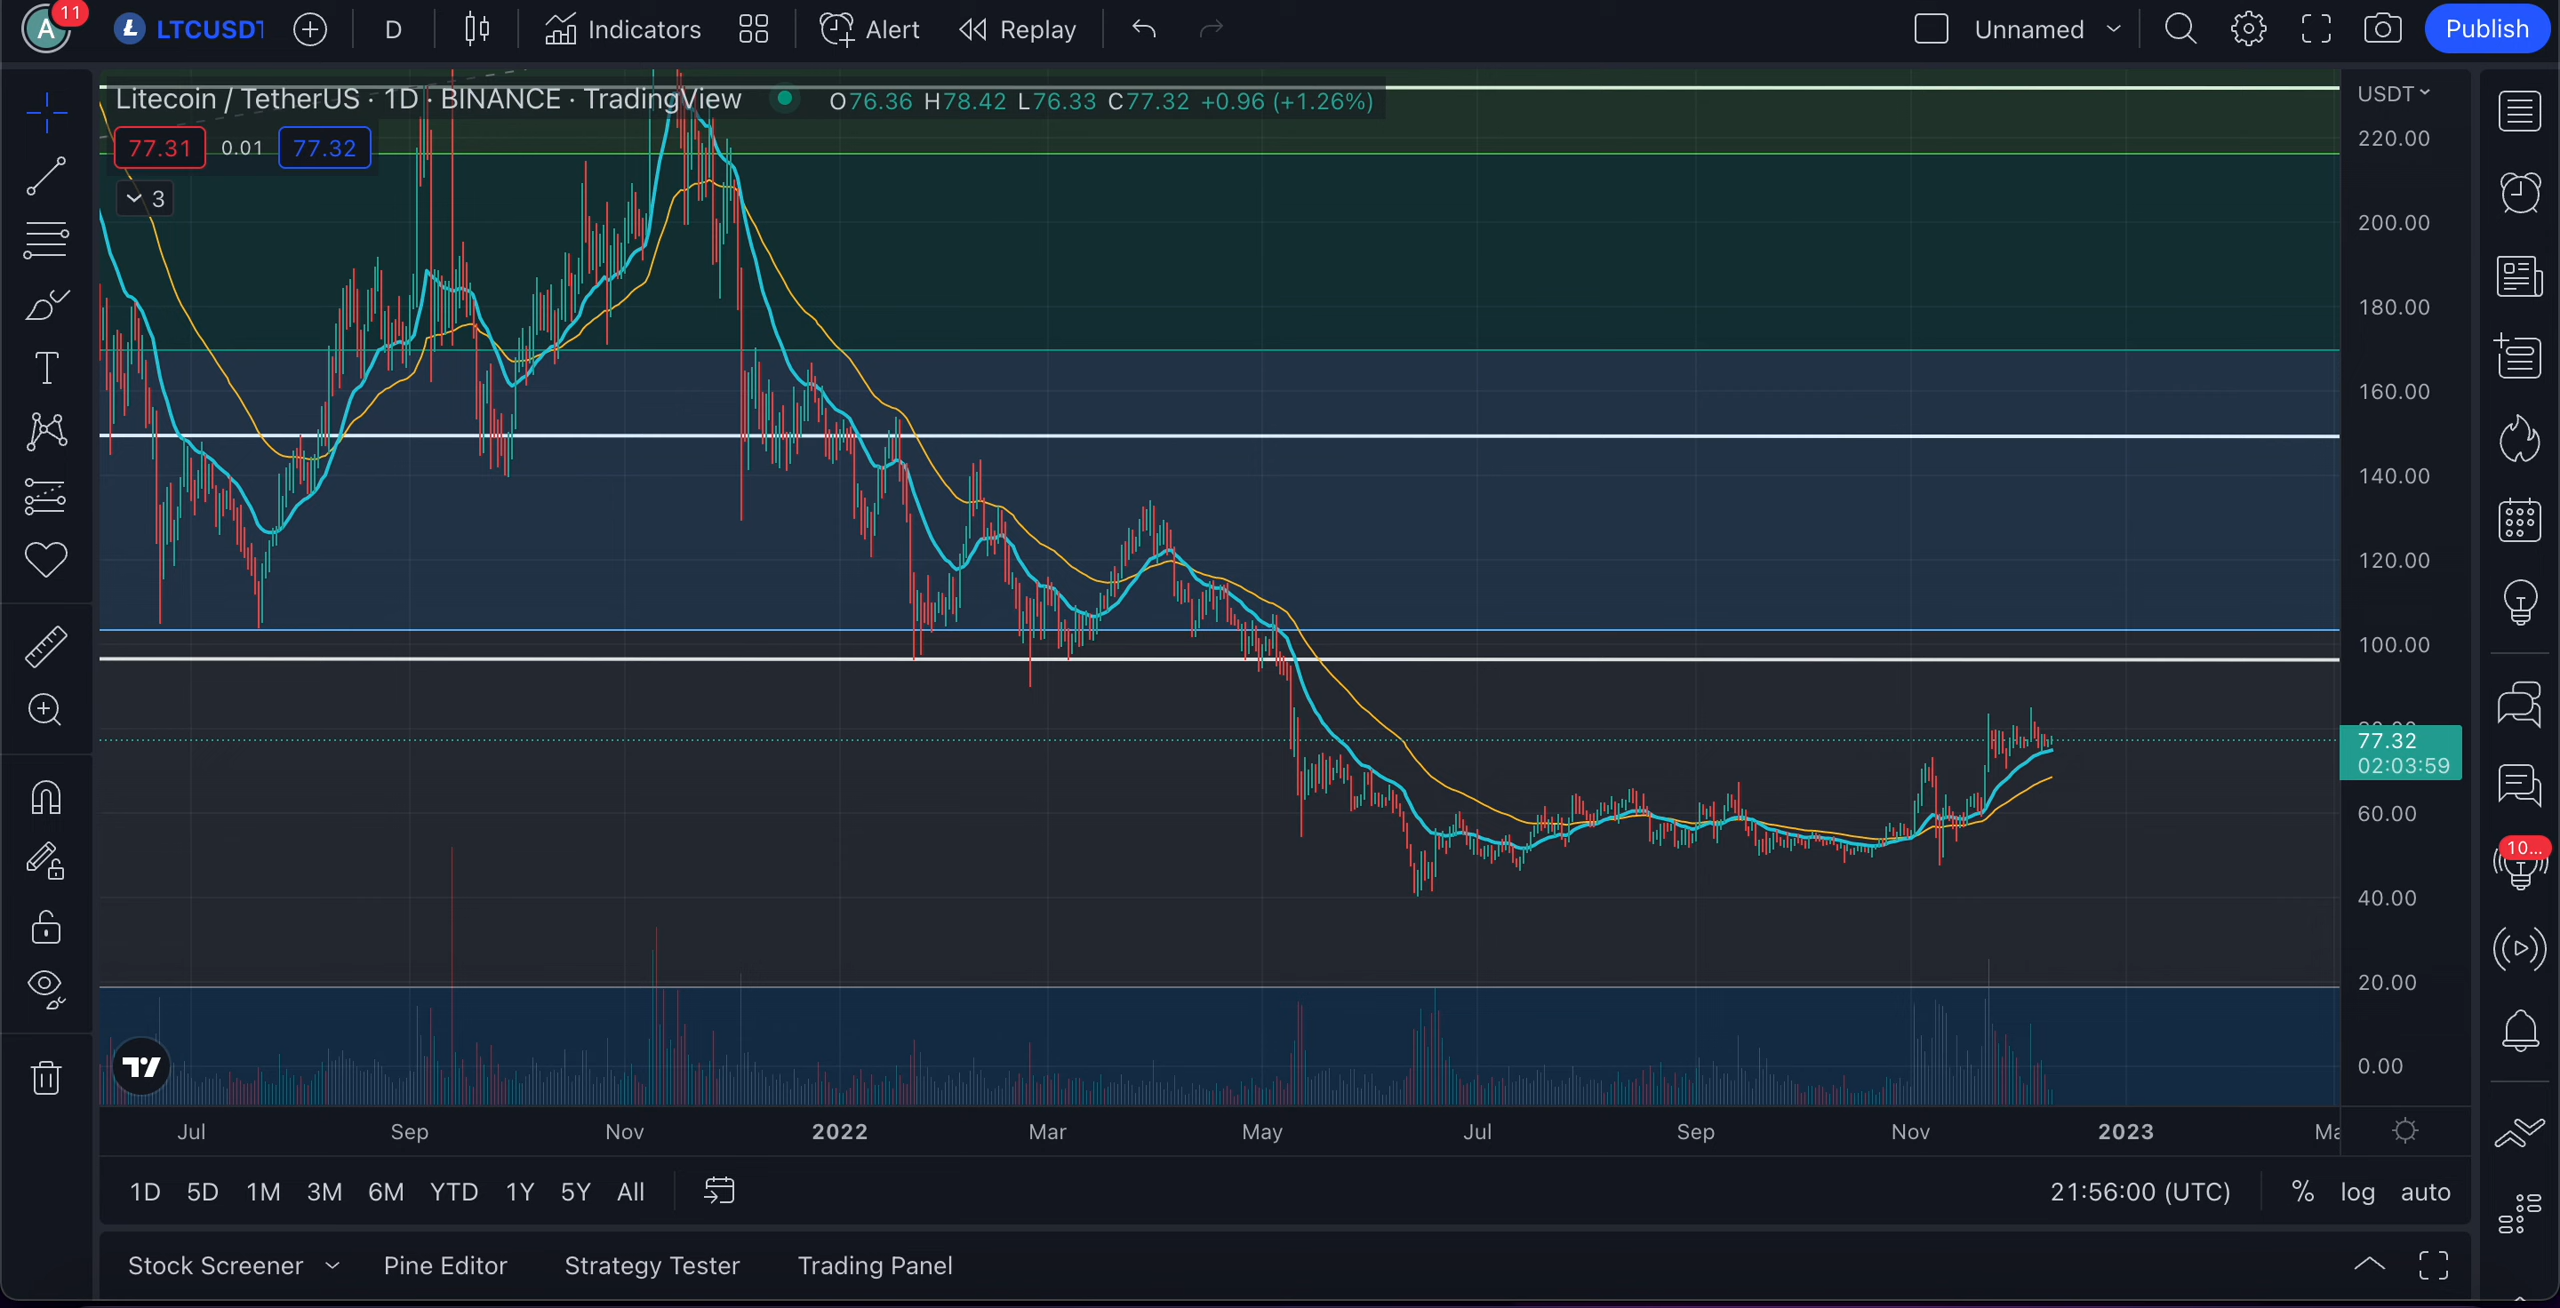 11
A
LTCUSDT
D
Indicators
Alert
Replay
Unnamed
Publish
Litecoin / TetherUS · 1D · BINANCE · TradingView
O76.36 H78.42 L76.33 C77.32 +0.96 (+1.26%)
USDT
77.31 0.01 77.32
3
220.00
200.00
180.00
160.00
140.00
120.00
100.00
77.32
02:03:59
60.00
40.00
20.00
0.00
10...
Jul Sep Nov 2022 Mar May Jul Sep Nov 2023
1D 5D 1M 3M 6M YTD 1Y 5Y All
21:56:00 (UTC) % log auto
Stock Screener Pine Editor Strategy Tester Trading Panel